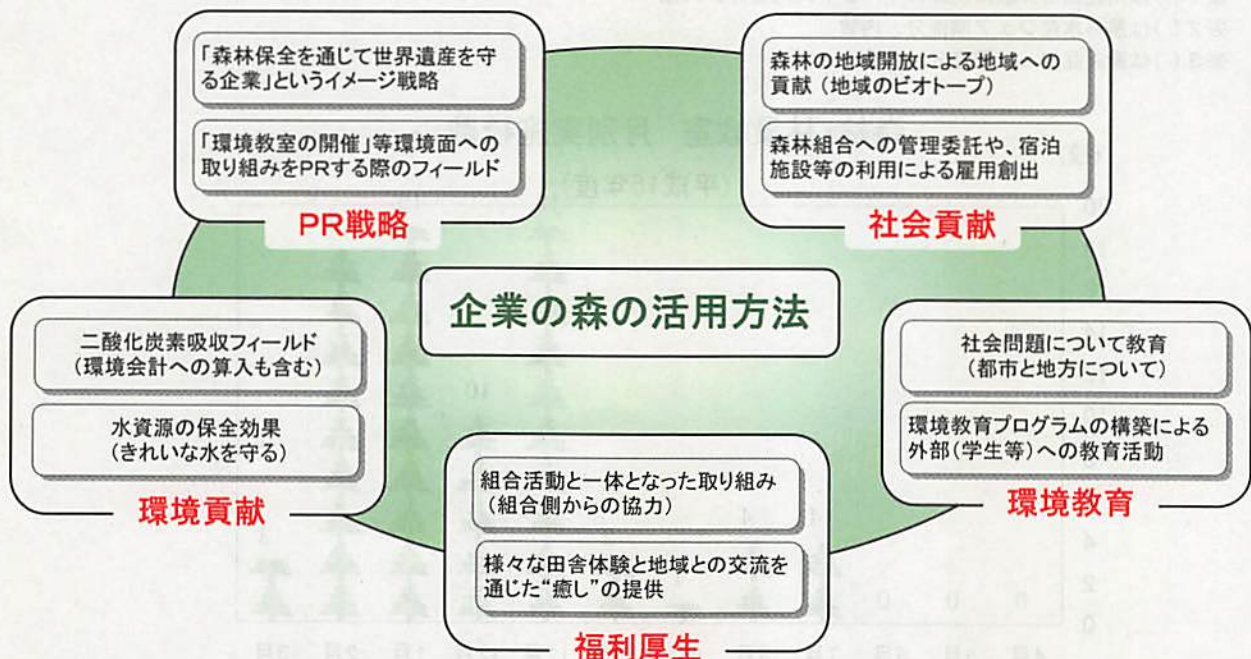 「森林保全を通じて世界遺産を守
る企業」というイメージ戦略
「環境教室の開催」等環境面への
取り組みをPRする際のフィールド
PR戦略
森林の地域開放による地域への
貢献(地域のビオトープ)
森林組合への管理委託や、宿泊
施設等の利用による雇用創出
社会貢献
企業の森の活用方法
二酸化炭素吸収フィールド
(環境会計への算入も含む)
水資源の保全効果
(きれいな水を守る)
環境貢献
社会問題について教育
(都市と地方について)
環境教育プログラムの構築による
外部(学生等)への教育活動
環境教育
組合活動と一体となった取り組み
(組合側からの協力)
様々な田舎体験と地域との交流を
通じた“癒し”の提供
福利厚生